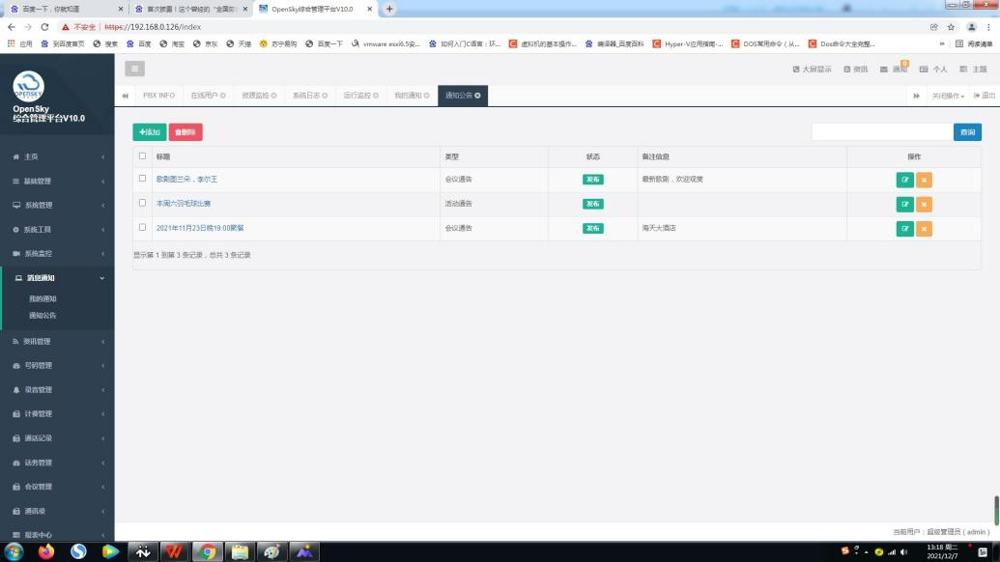 百度一下，你就知道
首次披露！这个曾经的“全国防
OpenSky综合管理平台V10.0
不安全 https://192.168.0.126/index
应用 到百度首页 搜索 百度 淘宝 京东 天猫 苏宁易购 百度一下 vmware esxi6.5安... 如何入门C语言：环... 虚拟机的基本操作... 编译器_百度百科 Hyper-V应用指南-... DOS常用命令（从... Dos命令大全完整... » 阅读清单
OPENSKY
OpenSky
综合管理平台V10.0
大屏显示 资讯 通知 个人 主题
PBX INFO 在线用户 资源监控 系统日志 运行监控 我的通知 通知公告 关闭操作 退出
主页
基础管理
系统管理
系统工具
系统监控
消息通知
我的通知
通知公告
资讯管理
号码管理
录音管理
计费管理
通话记录
话务管理
会议管理
通讯录
报表中心
添加 删除 查询
标题 类型 状态 备注信息 操作
歌剧图兰朵，李尔王 会议通告 发布 最新歌剧，欢迎观赏
本周六羽毛球比赛 活动通告 发布
2021年11月23日晚19:00聚餐 会议通告 发布 海天大酒店
显示第 1 到第 3 条记录，总共 3 条记录
当前用户：超级管理员 ( admin )
13:18 周二
2021/12/7